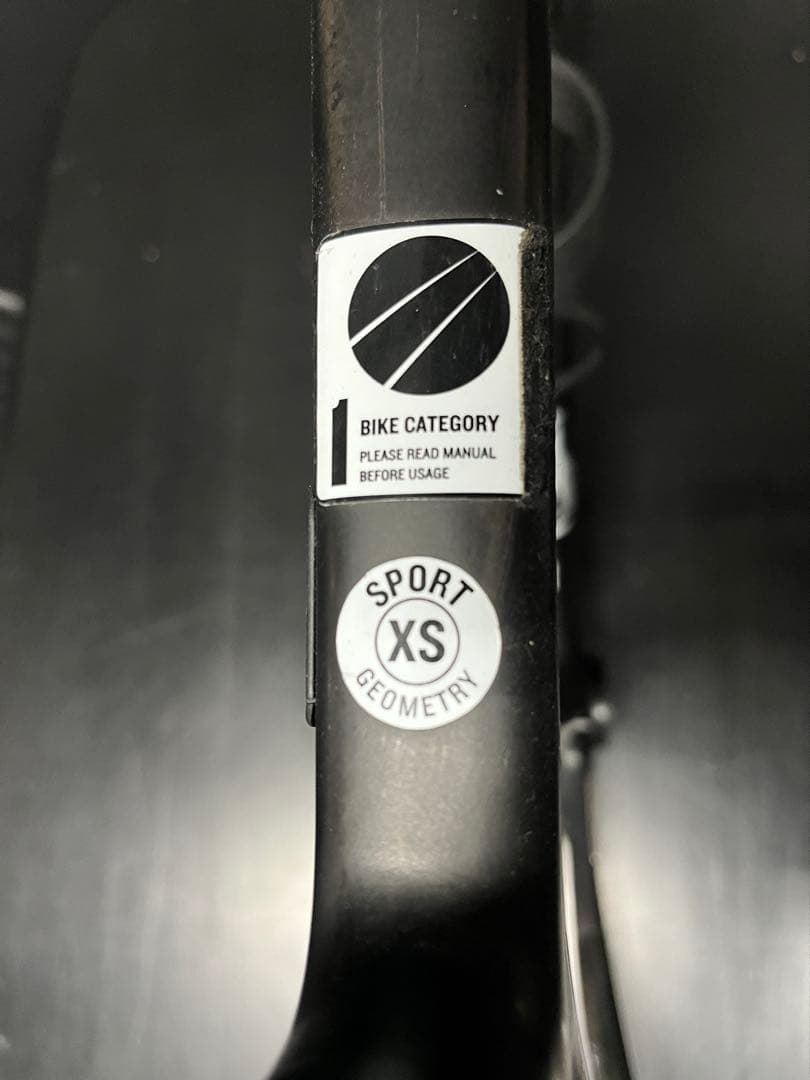 1
BIKE CATEGORY
PLEASE READ MANUAL
BEFORE USAGE
SPORT
XS
GEOMETRY